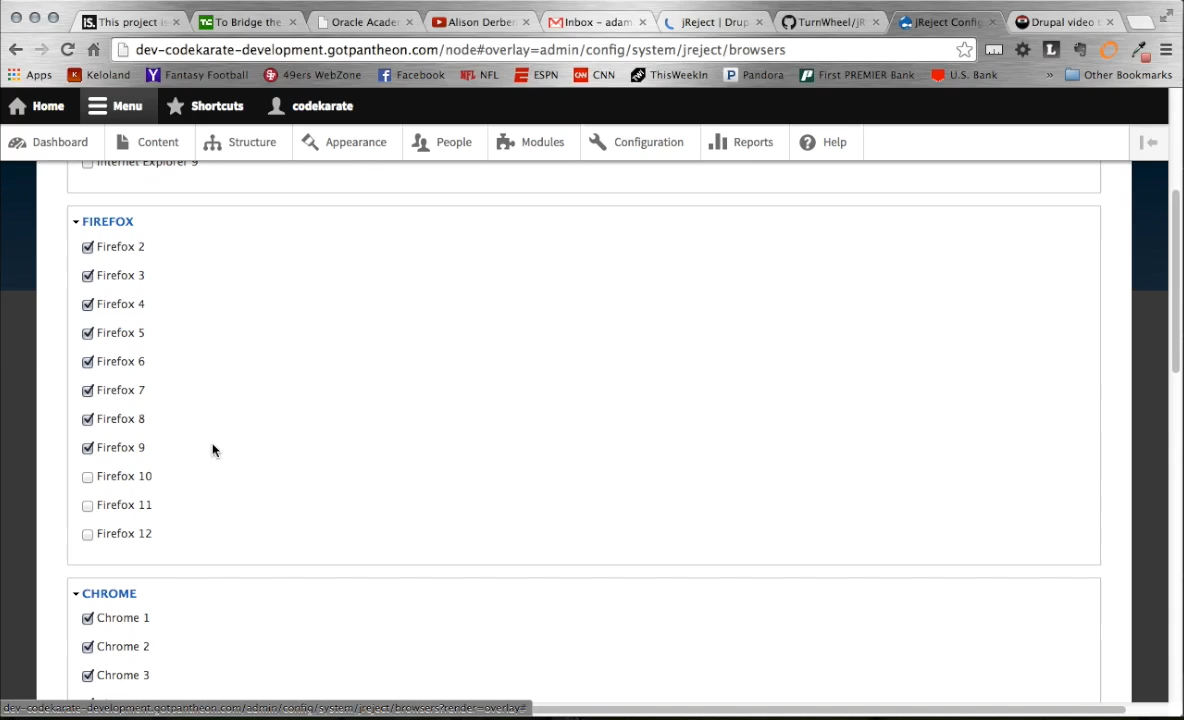 This project is
To Bridge the
Oracle Acade
Alison Derber
Inbox – adam
jReject | Drup
TurnWheel/jR
jReject Config
Drupal video t
dev-codekarate-development.gotpantheon.com/node#overlay=admin/config/system/jreject/browsers
Apps Keloland Fantasy Football 49ers WebZone Facebook NFL ESPN CNN ThisWeekIn Pandora First PREMIER Bank U.S. Bank » Other Bookmarks
Home Menu Shortcuts codekarate
Dashboard Content Structure Appearance People Modules Configuration Reports Help
Internet Explorer 9
FIREFOX
Firefox 2
Firefox 3
Firefox 4
Firefox 5
Firefox 6
Firefox 7
Firefox 8
Firefox 9
Firefox 10
Firefox 11
Firefox 12
CHROME
Chrome 1
Chrome 2
Chrome 3
dev-codekarate-development.gotpantheon.com/admin/config/system/jreject/browsers?render=overlay#